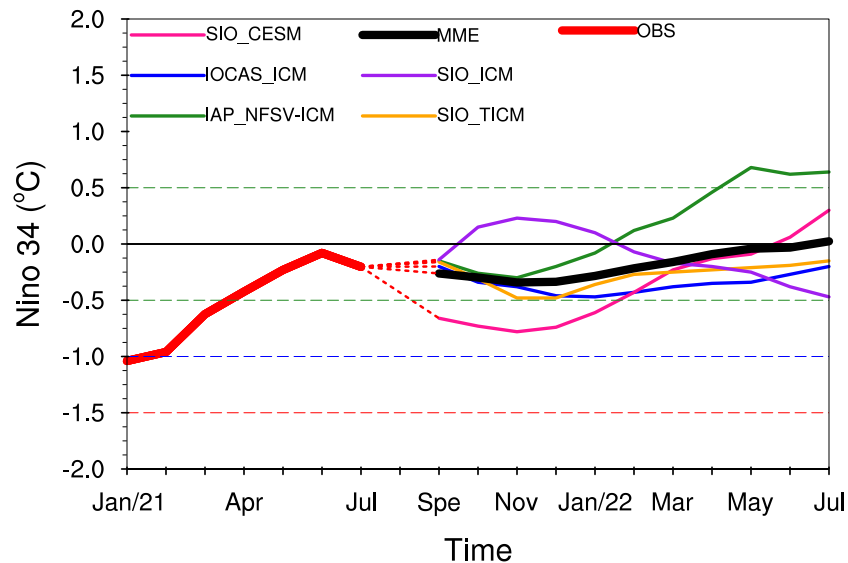 2.0
SIO_CESM MME OBS
1.5
IOCAS_ICM SIO_ICM
IAP_NFSV-ICM SIO_TICM
1.0
0.5
0.0
-0.5
-1.0
-1.5
-2.0
Nino 34 (°C)
Jan/21 Apr Jul Spe Nov Jan/22 Mar May Jul
Time